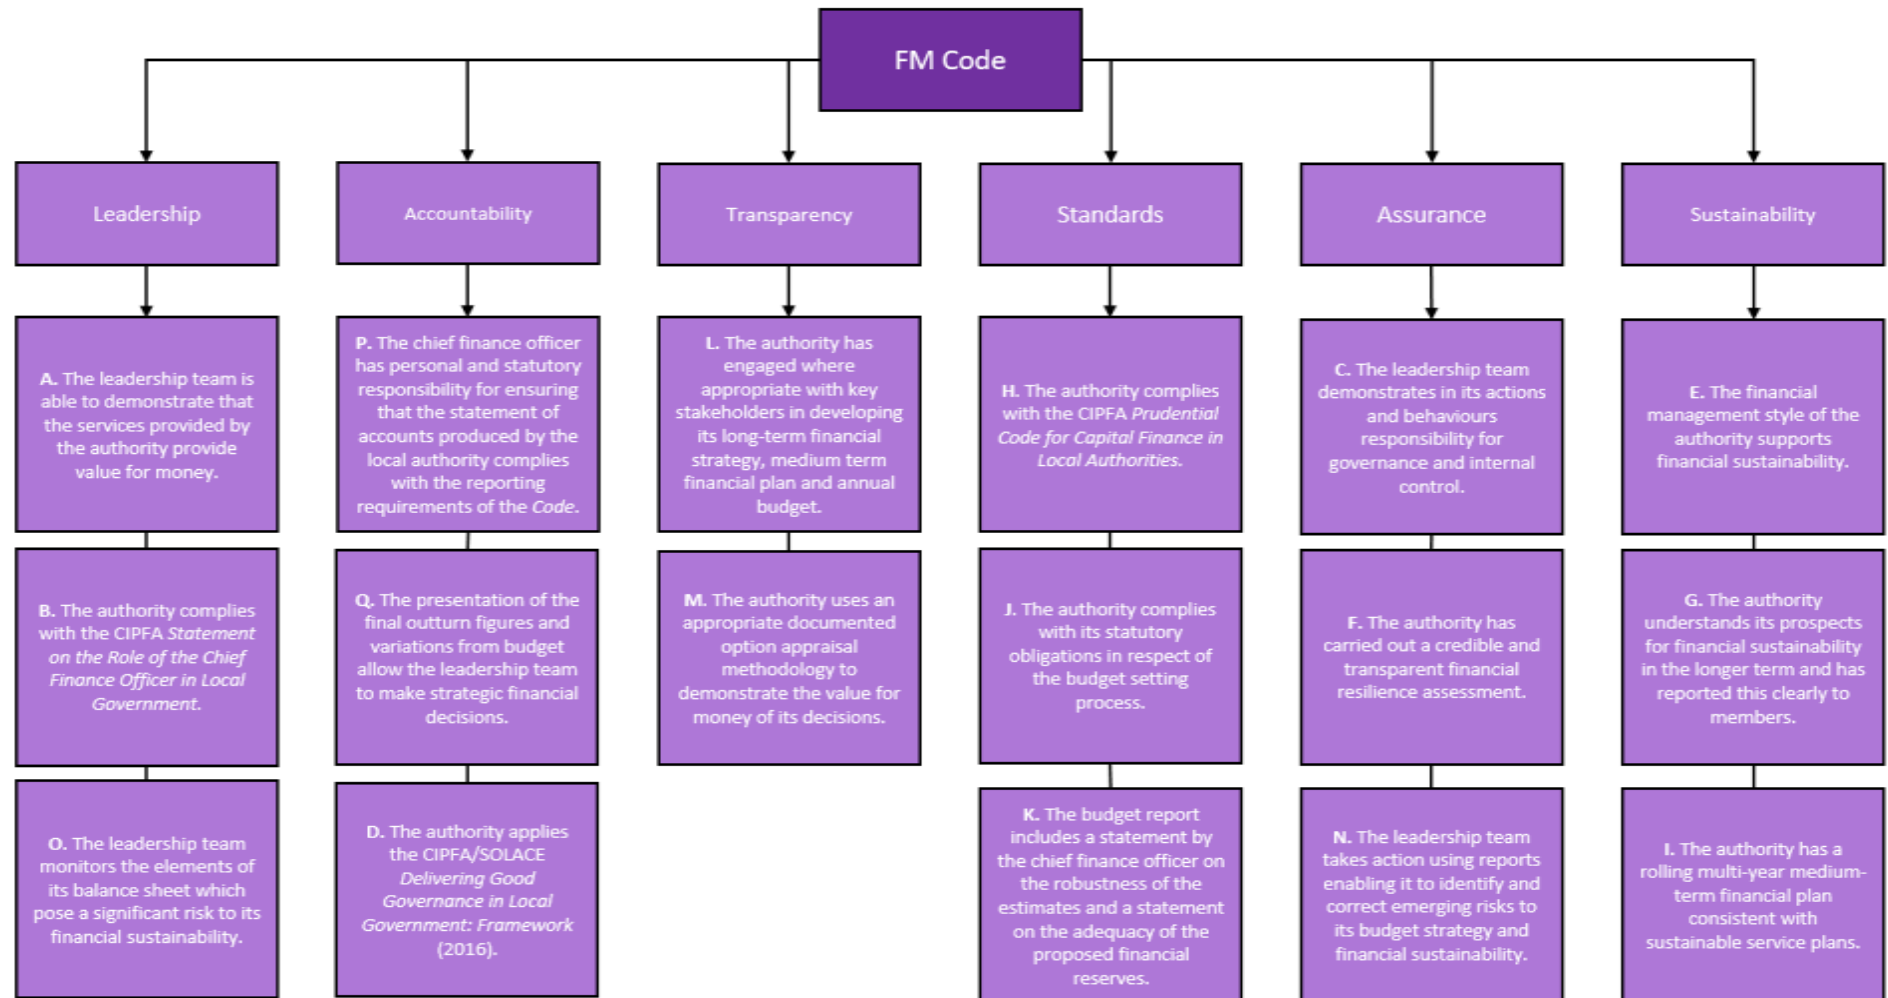 FM Code
Leadership
Accountability
Transparency
Standards
Assurance
Sustainability
A. The leadership team is
able to demonstrate that
the services provided by
the authority provide
value for money.
P. The chief finance officer
has personal and statutory
responsibility for ensuring
that the statement of
accounts produced by the
local authority complies
with the reporting
requirements of the Code.
L. The authority has
engaged where
appropriate with key
stakeholders in developing
its long-term financial
strategy, medium term
financial plan and annual
budget.
H. The authority complies
with the CIPFA Prudential
Code for Capital Finance in
Local Authorities.
C. The leadership team
demonstrates in its actions
and behaviours
responsibility for
governance and internal
control.
E. The financial
management style of the
authority supports
financial sustainability.
B. The authority complies
with the CIPFA Statement
on the Role of the Chief
Finance Officer in Local
Government.
Q. The presentation of the
final outturn figures and
variations from budget
allow the leadership team
to make strategic financial
decisions.
M. The authority uses an
appropriate documented
option appraisal
methodology to
demonstrate the value for
money of its decisions.
J. The authority complies
with its statutory
obligations in respect of
the budget setting
process.
F. The authority has
carried out a credible and
transparent financial
resilience assessment.
G. The authority
understands its prospects
for financial sustainability
in the longer term and has
reported this clearly to
members.
O. The leadership team
monitors the elements of
its balance sheet which
pose a significant risk to its
financial sustainability.
D. The authority applies
the CIPFA/SOLACE
Delivering Good
Governance in Local
Government: Framework
(2016).
K. The budget report
includes a statement by
the chief finance officer on
the robustness of the
estimates and a statement
on the adequacy of the
proposed financial
reserves.
N. The leadership team
takes action using reports
enabling it to identify and
correct emerging risks to
its budget strategy and
financial sustainability.
I. The authority has a
rolling multi-year medium-
term financial plan
consistent with
sustainable service plans.